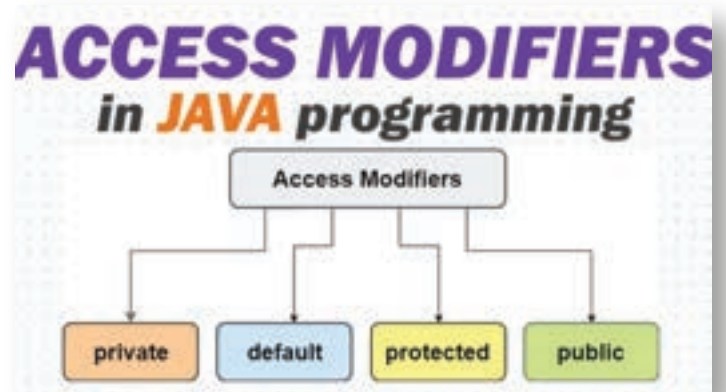 ACCESS MODIFIERS
in JAVA programming
Access Modifiers
private default protected public